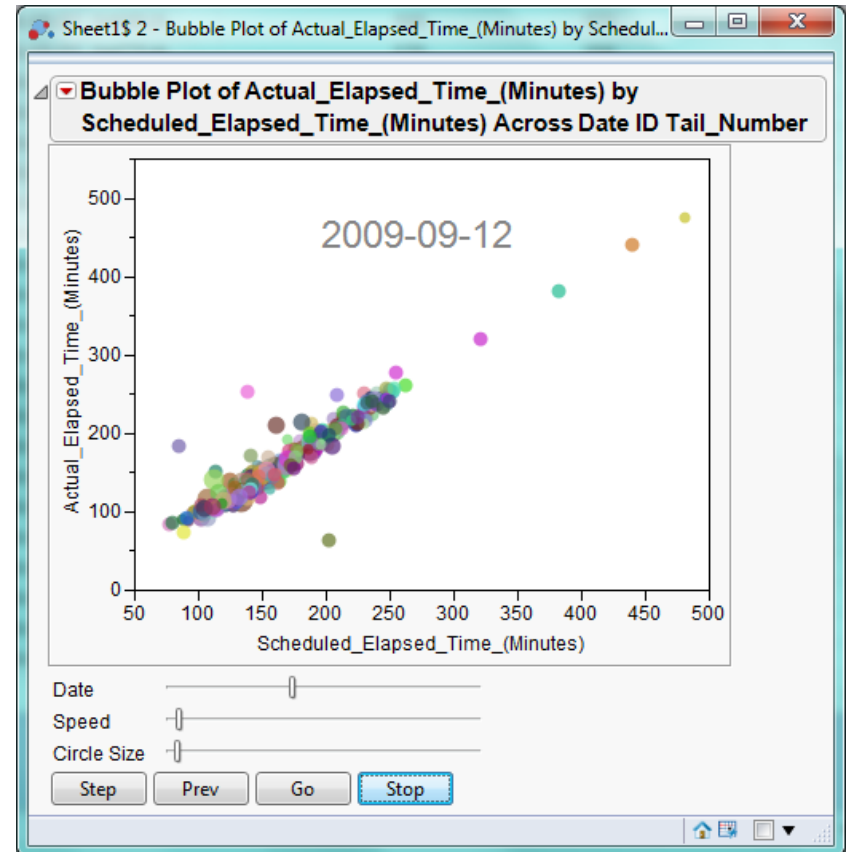 Sheet1$ 2 - Bubble Plot of Actual_Elapsed_Time_(Minutes) by Schedul...
Bubble Plot of Actual_Elapsed_Time_(Minutes) by
Scheduled_Elapsed_Time_(Minutes) Across Date ID Tail_Number
2009-09-12
Actual_Elapsed_Time_(Minutes)
500
400
300
200
100
0
50 100 150 200 250 300 350 400 450 500
Scheduled_Elapsed_Time_(Minutes)
Date
Speed
Circle Size
Step Prev Go Stop